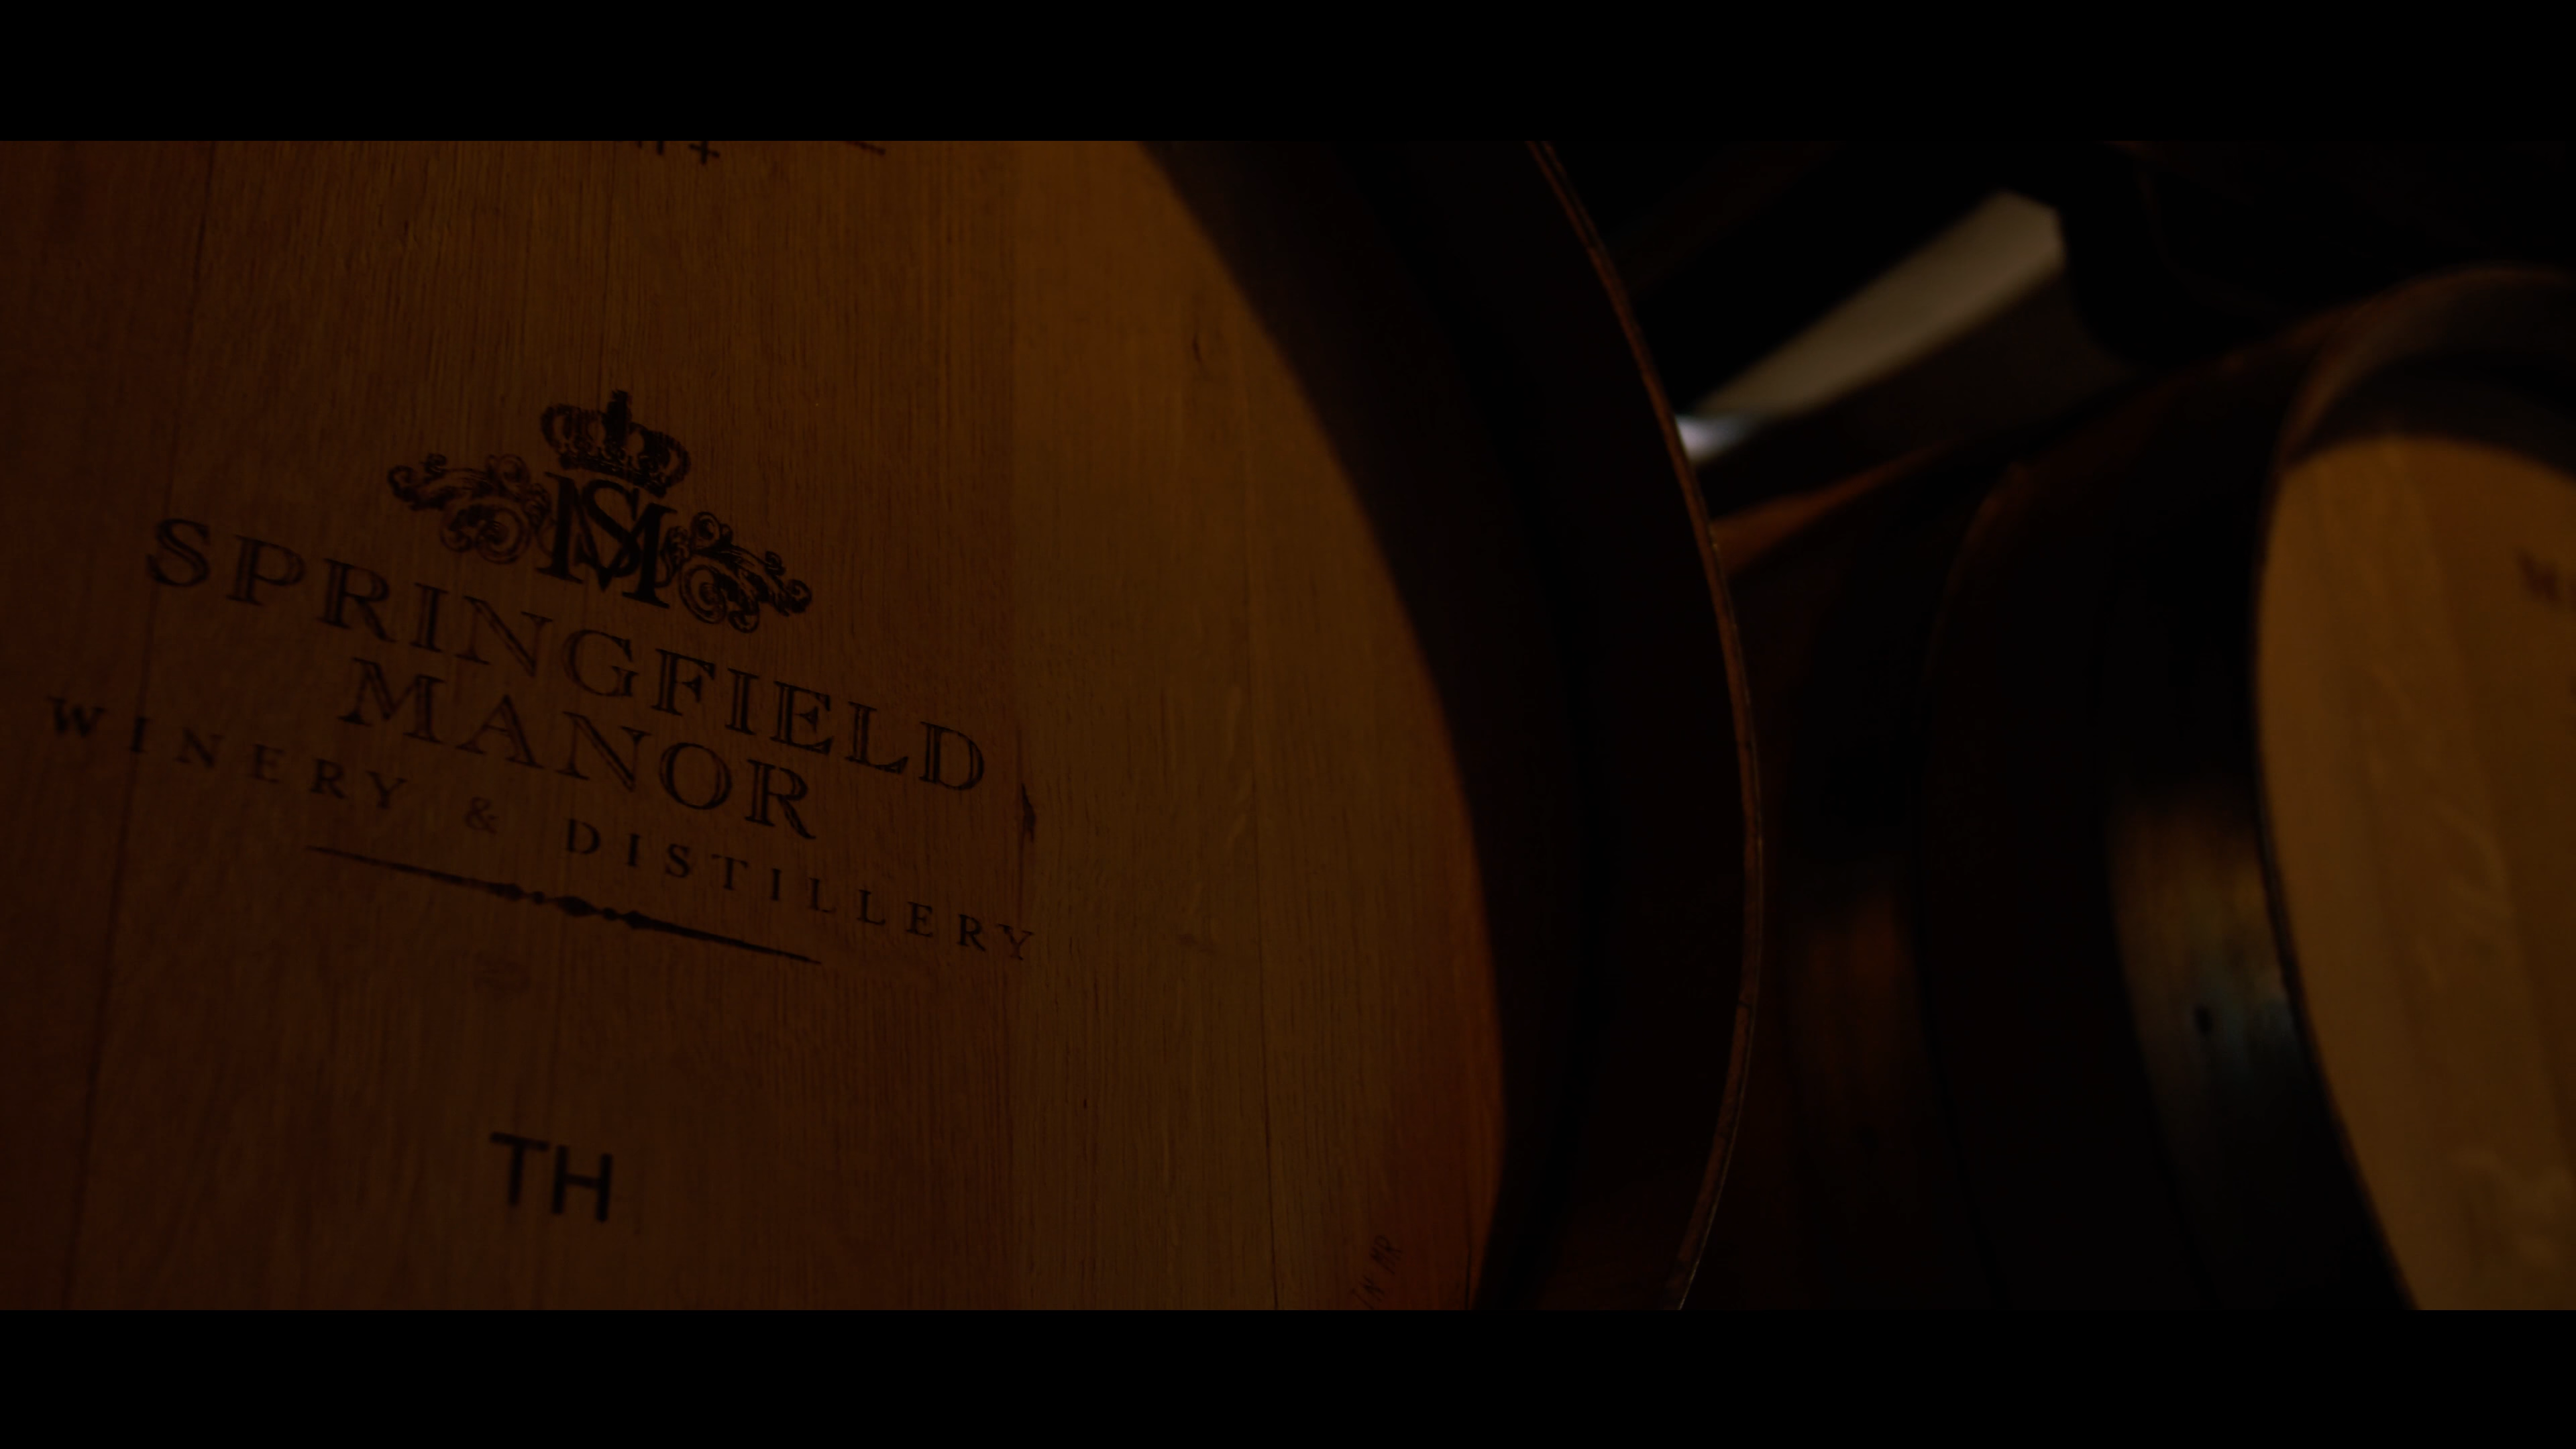 SM
SPRINGFIELD
MANOR
WINERY & DISTILLERY
TH